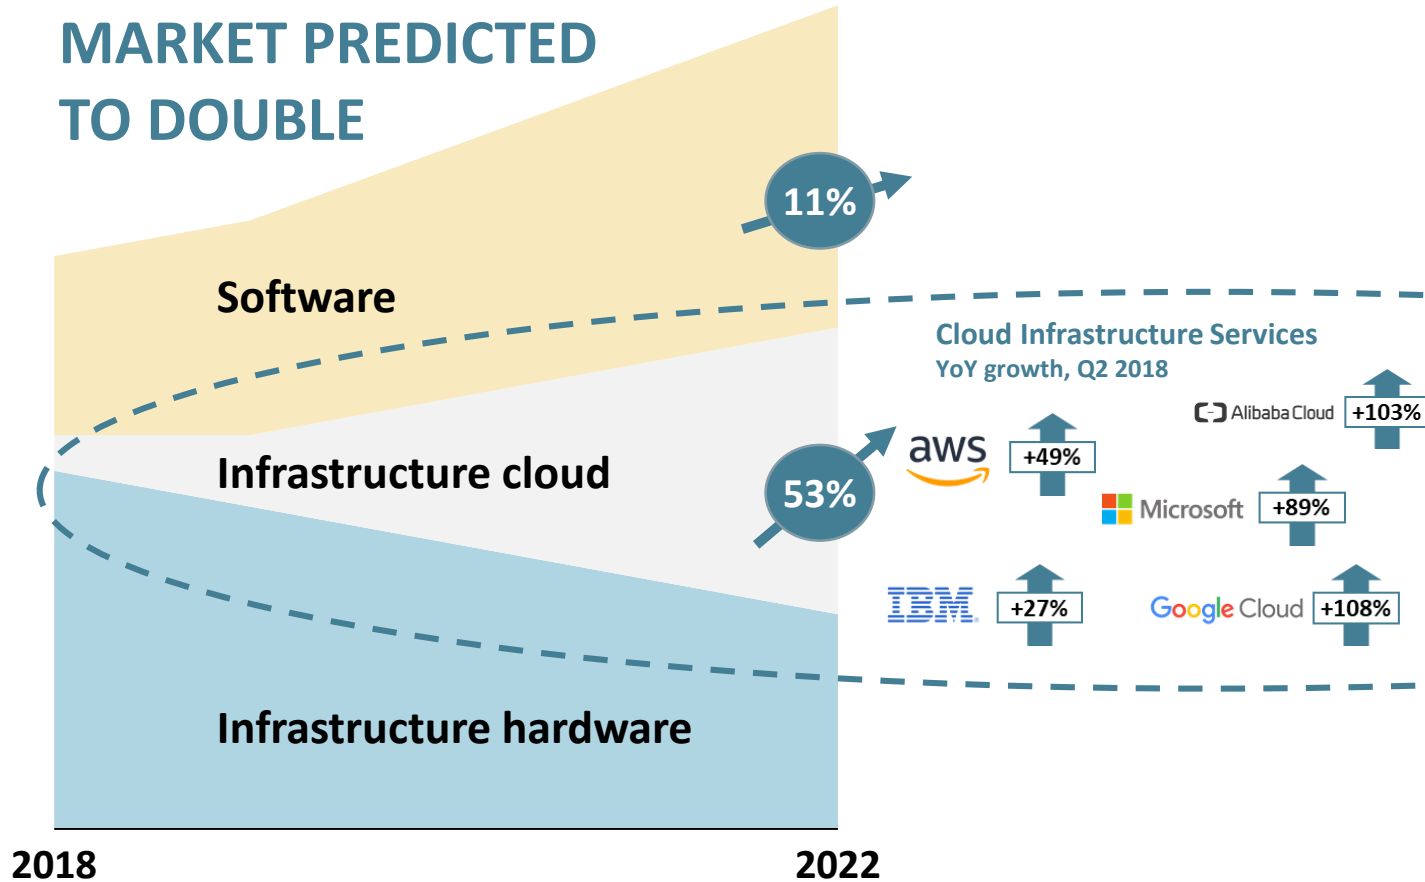 MARKET PREDICTED
TO DOUBLE
11%
Software
Cloud Infrastructure Services
YoY growth, Q2 2018
Alibaba Cloud
+103%
aws
+49%
Infrastructure cloud
53%
Microsoft
+89%
IBM
+27%
Google Cloud
+108%
Infrastructure hardware
2018
2022